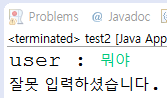 Problems @ Javadoc
<terminated> test2 [Java App
user : 뭐야
잘못 입력하셨습니다.